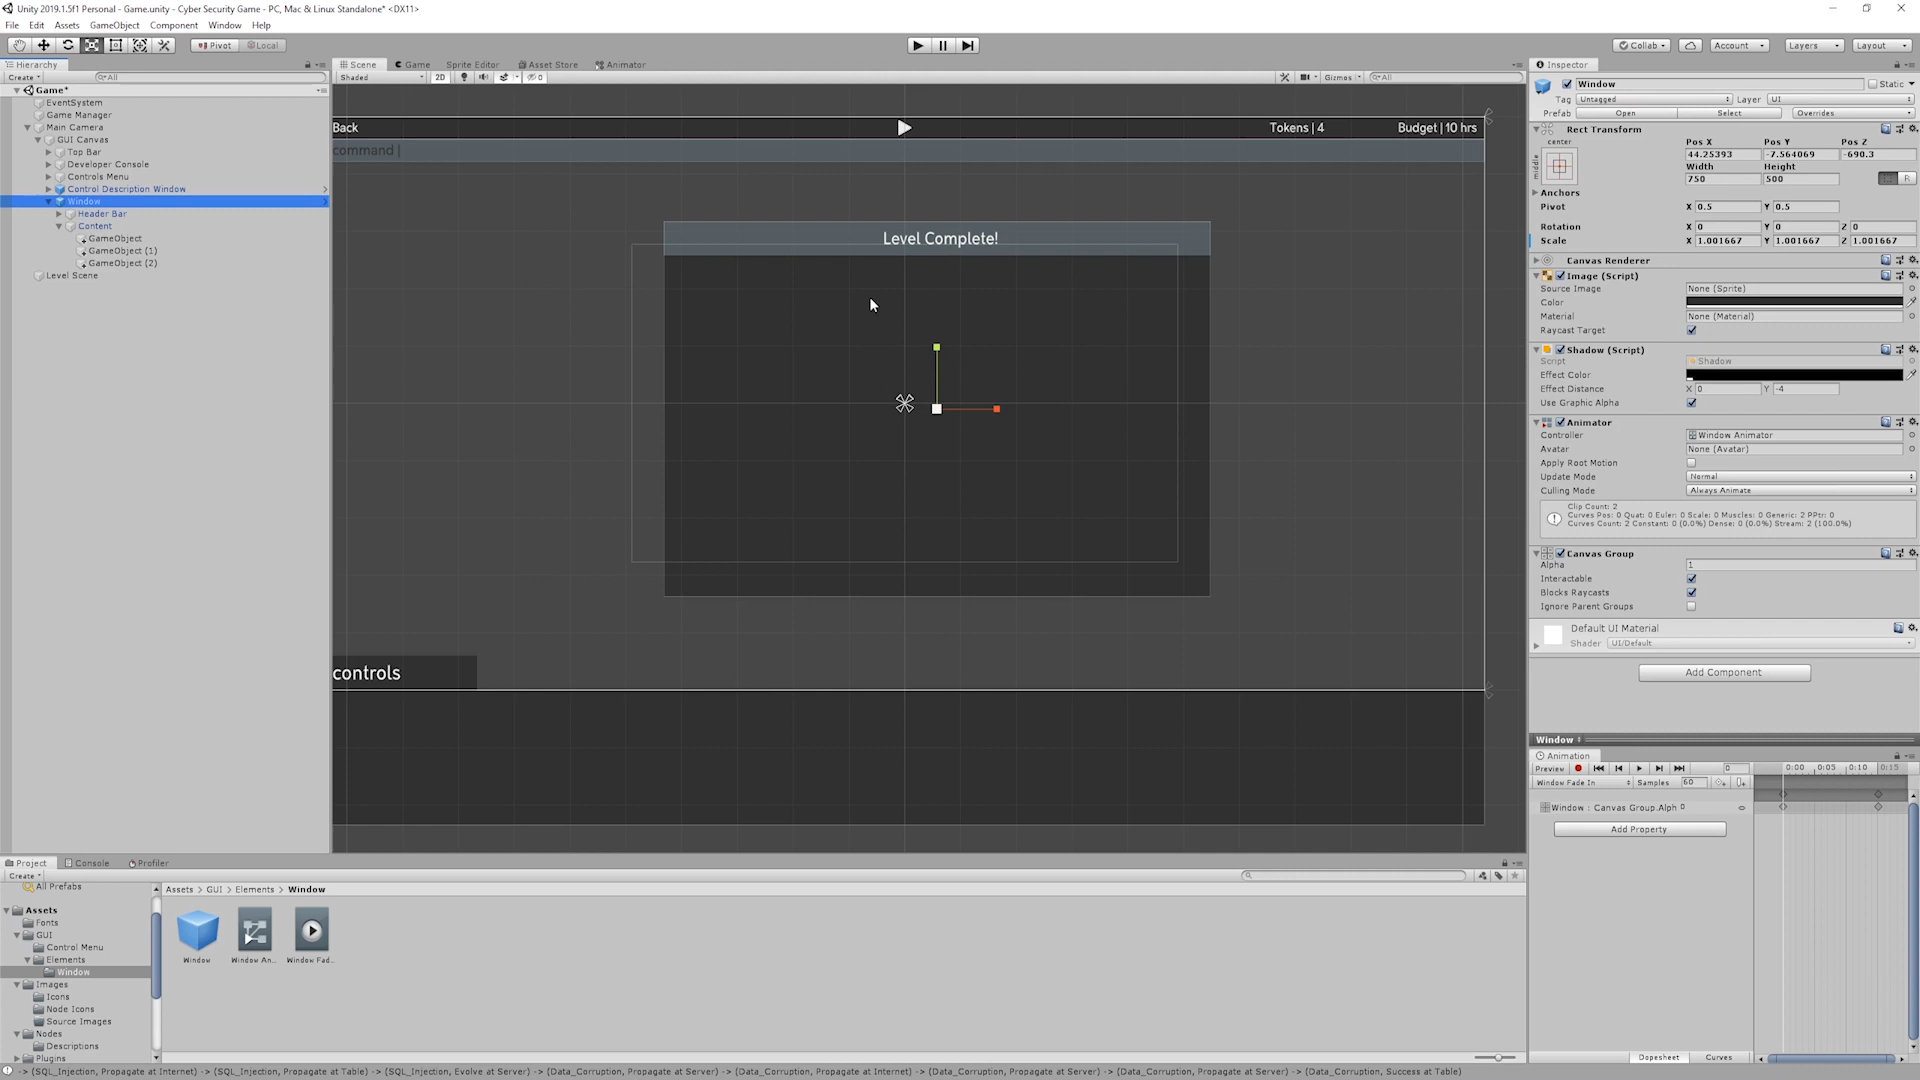 Unity 2019.1.5f1 Personal - Game.unity - Cyber Security Game - PC, Mac & Linux Standalone* <DX11>
File Edit Assets GameObject Component Window Help
Pivot Local Collab Account Layers Layout
Hierarchy Scene Game Sprite Editor Asset Store Animator Inspector
Create All Shaded 2D 0 Gizmos All
Game*
EventSystem
Game Manager
Main Camera
GUI Canvas
Top Bar
Developer Console
Controls Menu
Control Description Window
Window
Header Bar
Content
GameObject
GameObject (1)
GameObject (2)
Level Scene
Back Tokens | 4 Budget | 10 hrs
command |
Level Complete!
controls
Window Static
Tag Untagged Layer UI
Prefab Open Select Overrides
Rect Transform
center Pos X Pos Y Pos Z
middle 44.25393 -7.564069 -690.3
Width Height
750 500 R
Anchors
Pivot X 0.5 Y 0.5
Rotation X 0 Y 0 Z 0
Scale X 1.001667 Y 1.001667 Z 1.001667
Canvas Renderer
Image (Script)
Source Image None (Sprite)
Color
Material None (Material)
Raycast Target
Shadow (Script)
Script Shadow
Effect Color
Effect Distance X 0 Y -4
Use Graphic Alpha
Animator
Controller Window Animator
Avatar None (Avatar)
Apply Root Motion
Update Mode Normal
Culling Mode Always Animate
Clip Count: 2
Curves Pos: 0 Quat: 0 Euler: 0 Scale: 0 Muscles: 0 Generic: 2 PPtr: 0
Curves Count: 2 Constant: 0 (0.0%) Dense: 0 (0.0%) Stream: 2 (100.0%)
Canvas Group
Alpha 1
Interactable
Blocks Raycasts
Ignore Parent Groups
Default UI Material
Shader UI/Default
Add Component
Window
Animation
Preview 0 0:00 0:05 0:10 0:15
Window Fade In Samples 60
Window : Canvas Group.Alph 0
Add Property
Dopesheet Curves
Project Console Profiler
Create
All Prefabs
Assets > GUI > Elements > Window
Assets
Fonts
GUI
Control Menu
Elements
Window
Images
Icons
Node Icons
Source Images
Nodes
Descriptions
Plugins
Window Window An... Window Fad...
-> (SQL_Injection, Propagate at Internet) -> (SQL_Injection, Propagate at Table) -> (SQL_Injection, Evolve at Server) -> (Data_Corruption, Propagate at Server) -> (Data_Corruption, Propagate at Internet) -> (Data_Corruption, Propagate at Server) -> (Data_Corruption, Propagate at Server) -> (Data_Corruption, Success at Table)